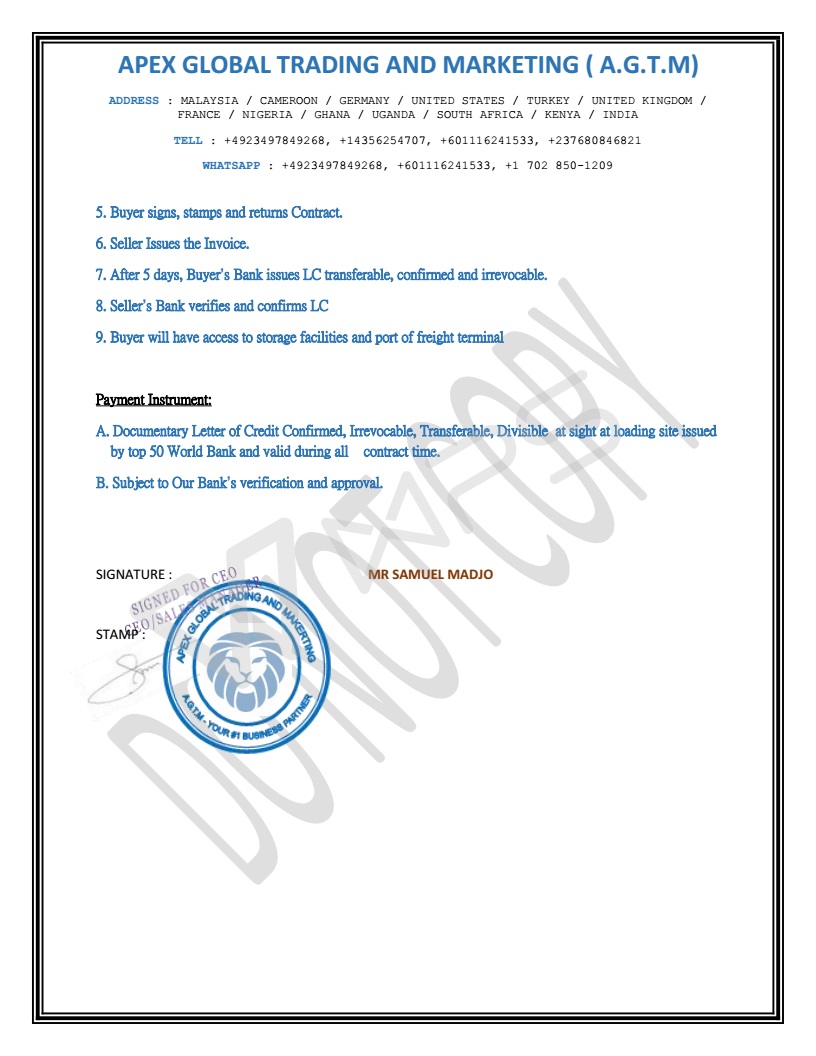 APEX GLOBAL TRADING AND MARKETING ( A.G.T.M)
ADDRESS : MALAYSIA / CAMEROON / GERMANY / UNITED STATES / TURKEY / UNITED KINGDOM /
FRANCE / NIGERIA / GHANA / UGANDA / SOUTH AFRICA / KENYA / INDIA
TELL : +4923497849268, +14356254707, +601116241533, +237680846821
WHATSAPP : +4923497849268, +601116241533, +1 702 850-1209
5. Buyer signs, stamps and returns Contract.
6. Seller Issues the Invoice.
7. After 5 days, Buyer's Bank issues LC transferable, confirmed and irrevocable.
8. Seller's Bank verifies and confirms LC
9. Buyer will have access to storage facilities and port of freight terminal
Payment Instrument:
A. Documentary Letter of Credit Confirmed, Irrevocable, Transferable, Divisible at sight at loading site issued
by top 50 World Bank and valid during all contract time.
B. Subject to Our Bank's verification and approval.
SIGNATURE :
MR SAMUEL MADJO
SIGNED FOR CEO
CEO/SALES MANAGER
STAMP :
APEX GLOBAL TRADING AND MAKERTING
A.G.T.M - YOUR #1 BUSINESS PARTNER
DO NOT COPY